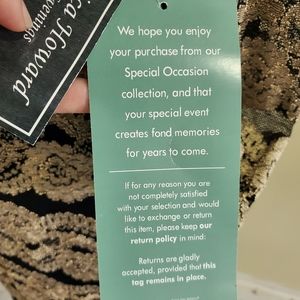 ca Howard
evenings
We hope you enjoy
your purchase from our
Special Occasion
collection, and that
your special event
creates fond memories
for years to come.
If for any reason you are
not completely satisfied
with your selection and would
like to exchange or return
this item, please keep our
return policy in mind:
Returns are gladly
accepted, provided that this
tag remains in place.